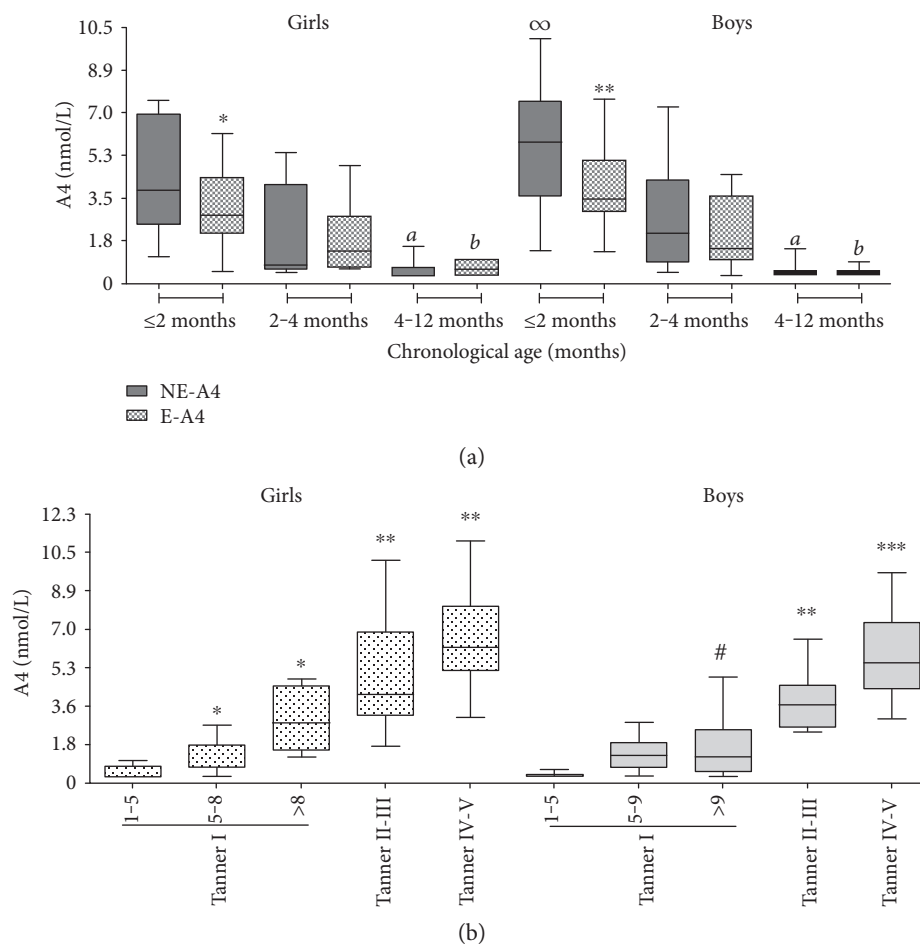 Girls
Boys
A4 (nmol/L)
10.5
8.9
7.0
5.3
3.5
1.8
0
*
a
b
∞
**
a
b
≤2 months
2–4 months
4–12 months
≤2 months
2–4 months
4–12 months
Chronological age (months)
NE-A4
E-A4
(a)
Girls
Boys
A4 (nmol/L)
12.3
10.5
8.9
7.0
5.3
3.6
1.8
0
*
*
**
**
#
**
***
1–5
5–8
>8
Tanner I
Tanner II-III
Tanner IV-V
1–5
5–9
>9
Tanner I
Tanner II-III
Tanner IV-V
(b)